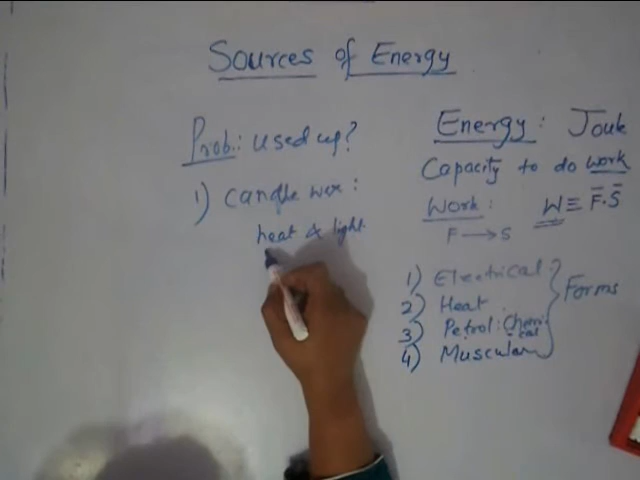 Sources of Energy
Prob.: used up?
1) Candle wax:
heat & light
Energy: Joule
Capacity to do work
Work: W ≡ F̅.S̅
F → S
1) Electrical
2) Heat
3) Petrol: Chemical
4) Muscular
Forms